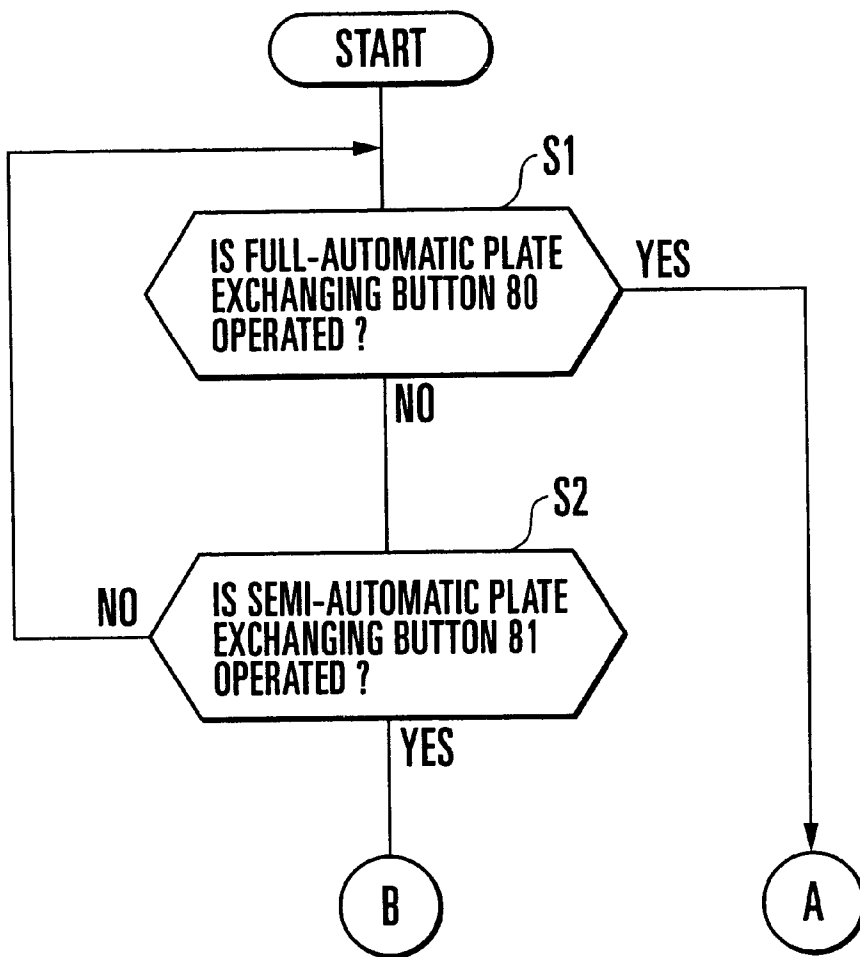 START
S1
IS FULL-AUTOMATIC PLATE
EXCHANGING BUTTON 80
OPERATED ?
YES
NO
S2
IS SEMI-AUTOMATIC PLATE
EXCHANGING BUTTON 81
OPERATED ?
NO
YES
B
A